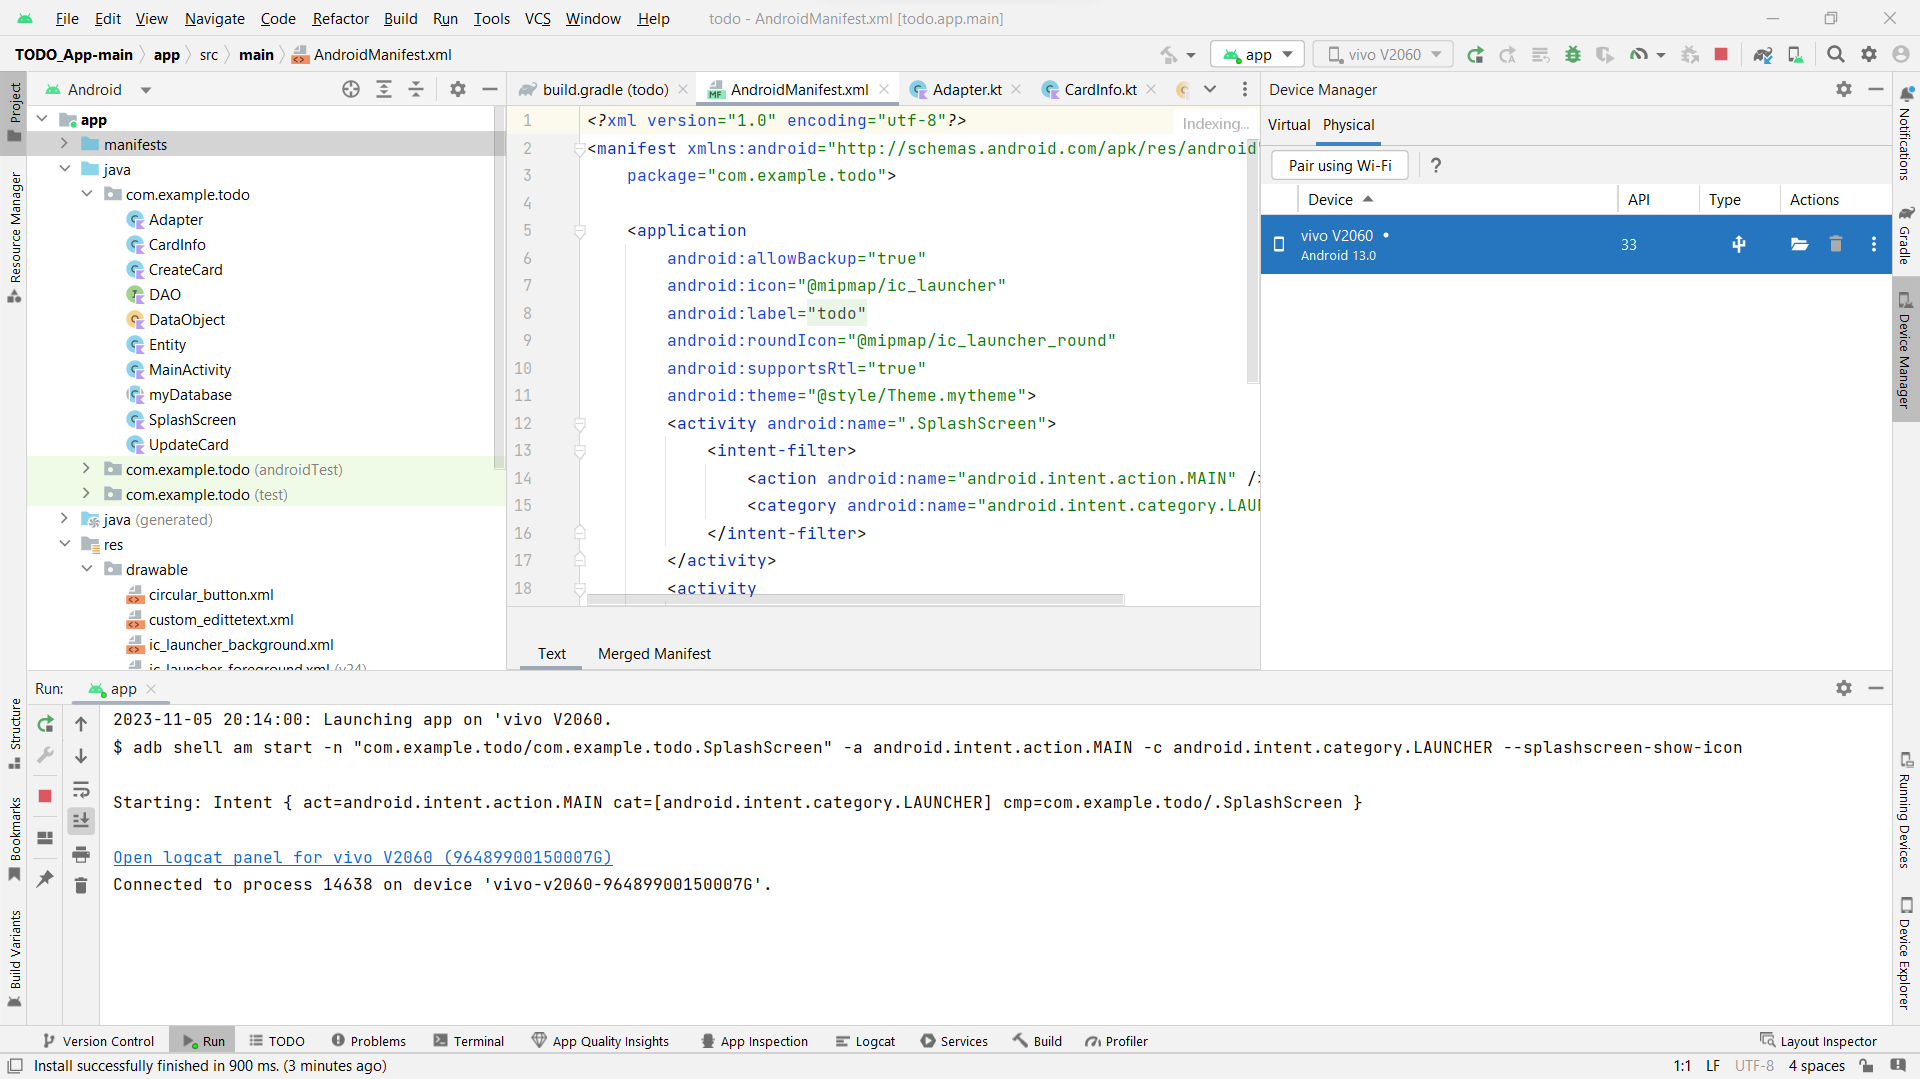 File Edit View Navigate Code Refactor Build Run Tools VCS Window Help todo - AndroidManifest.xml [todo.app.main]
TODO_App-main app src main AndroidManifest.xml app vivo V2060
Project
Resource Manager
Structure
Bookmarks
Build Variants
Android
app
manifests
java
com.example.todo
Adapter
CardInfo
CreateCard
DAO
DataObject
Entity
MainActivity
myDatabase
SplashScreen
UpdateCard
com.example.todo (androidTest)
com.example.todo (test)
java (generated)
res
drawable
circular_button.xml
custom_edittetext.xml
ic_launcher_background.xml
ic_launcher_foreground.xml (v24)
build.gradle (todo) AndroidManifest.xml Adapter.kt CardInfo.kt
Indexing...
1 <?xml version="1.0" encoding="utf-8"?>
2 <manifest xmlns:android="http://schemas.android.com/apk/res/android"
3 package="com.example.todo">
4
5 <application
6 android:allowBackup="true"
7 android:icon="@mipmap/ic_launcher"
8 android:label="todo"
9 android:roundIcon="@mipmap/ic_launcher_round"
10 android:supportsRtl="true"
11 android:theme="@style/Theme.mytheme">
12 <activity android:name=".SplashScreen">
13 <intent-filter>
14 <action android:name="android.intent.action.MAIN" />
15 <category android:name="android.intent.category.LAU
16 </intent-filter>
17 </activity>
18 <activity
Text Merged Manifest
Device Manager
Virtual Physical
Pair using Wi-Fi ?
Device API Type Actions
vivo V2060 33
Android 13.0
Notifications
Gradle
Device Manager
Running Devices
Device Explorer
Run: app
2023-11-05 20:14:00: Launching app on 'vivo V2060.
$ adb shell am start -n "com.example.todo/com.example.todo.SplashScreen" -a android.intent.action.MAIN -c android.intent.category.LAUNCHER --splashscreen-show-icon
Starting: Intent { act=android.intent.action.MAIN cat=[android.intent.category.LAUNCHER] cmp=com.example.todo/.SplashScreen }
Open logcat panel for vivo V2060 (96489900150007G)
Connected to process 14638 on device 'vivo-v2060-96489900150007G'.
Version Control Run TODO Problems Terminal App Quality Insights App Inspection Logcat Services Build Profiler Layout Inspector
Install successfully finished in 900 ms. (3 minutes ago) 1:1 LF UTF-8 4 spaces